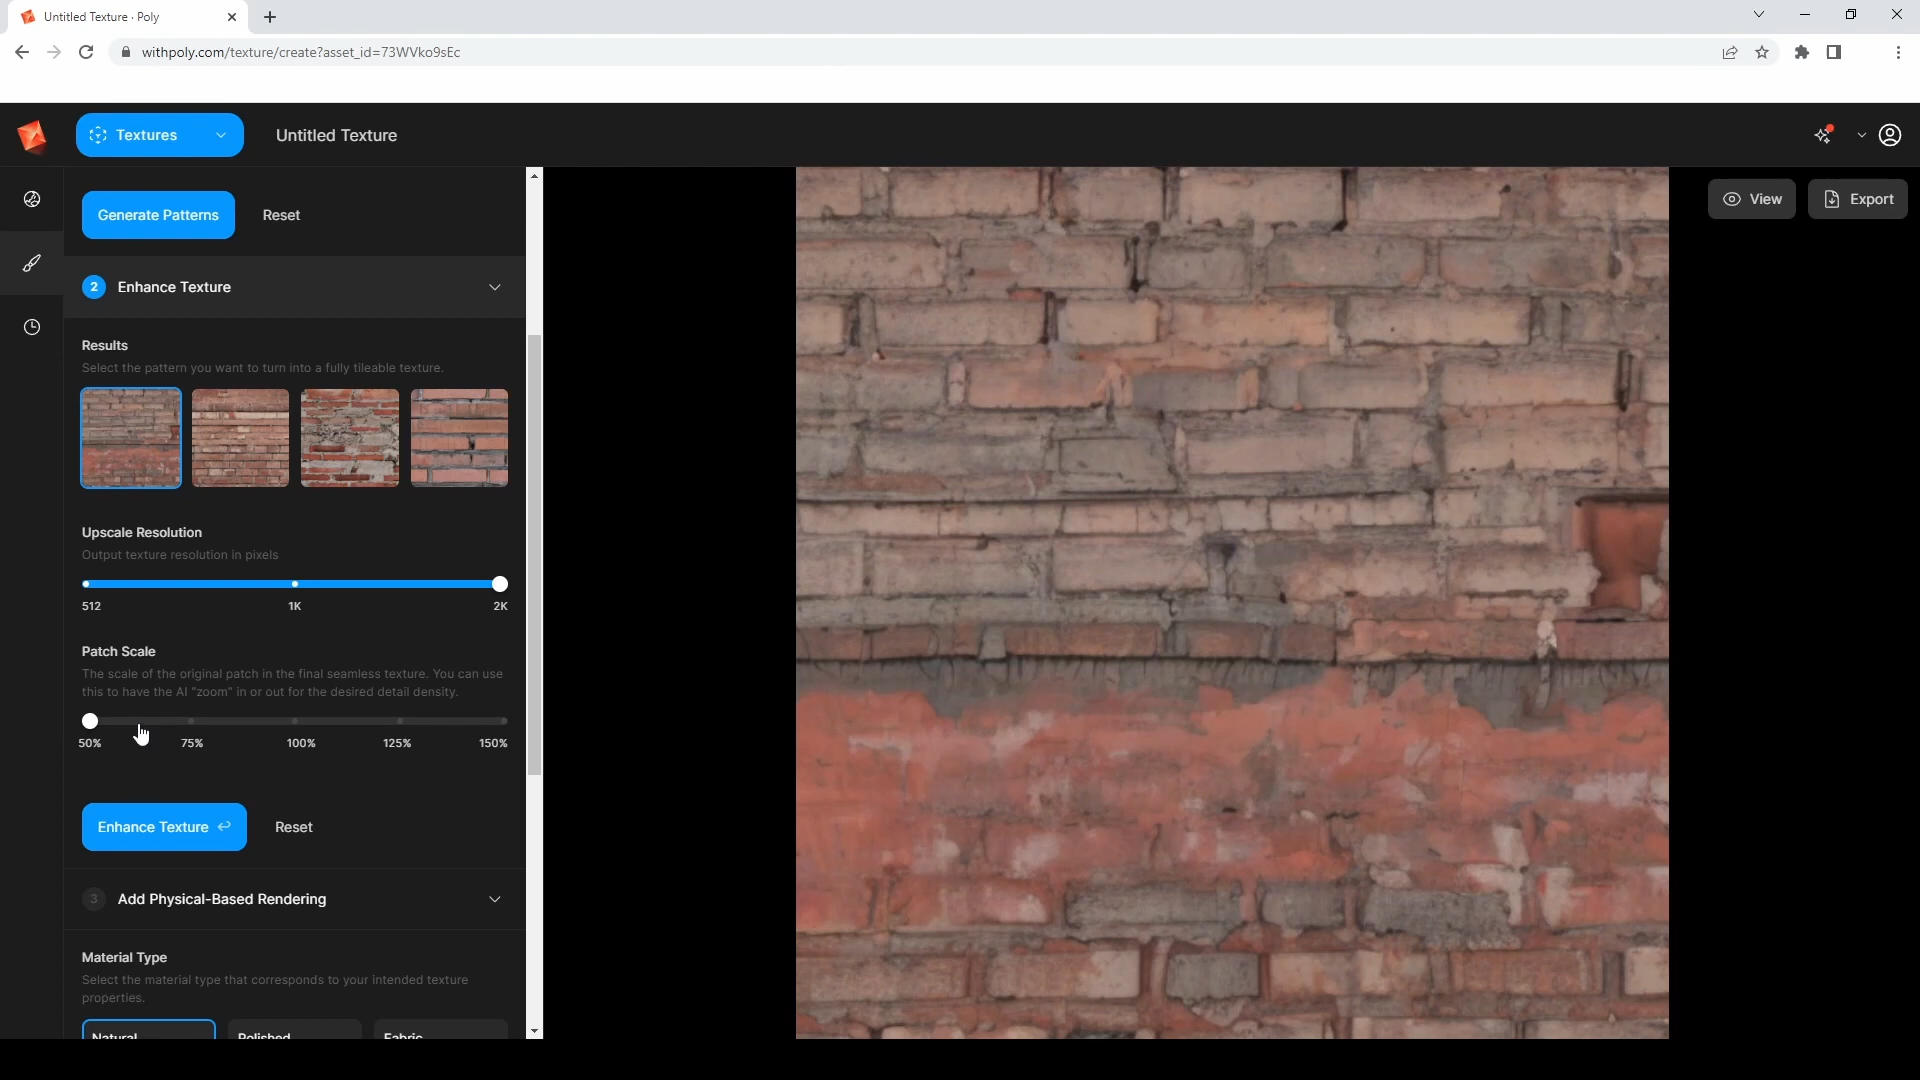 Untitled Texture · Poly
withpoly.com/texture/create?asset_id=73WVko9sEc
Textures
Untitled Texture
View
Export
Generate Patterns
Reset
2
Enhance Texture
Results
Select the pattern you want to turn into a fully tileable texture.
Upscale Resolution
Output texture resolution in pixels
512
1K
2K
Patch Scale
The scale of the original patch in the final seamless texture. You can use
this to have the AI "zoom" in or out for the desired detail density.
50%
75%
100%
125%
150%
Enhance Texture
Reset
3
Add Physical-Based Rendering
Material Type
Select the material type that corresponds to your intended texture
properties.
Natural
Polished
Fabric